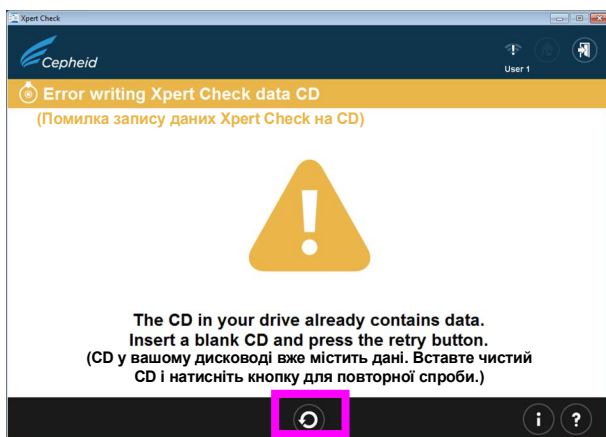 Xpert Check
Cepheid
User 1
Error writing Xpert Check data CD
(Помилка запису даних Xpert Check на CD)
!
The CD in your drive already contains data.
Insert a blank CD and press the retry button.
(CD у вашому дисководі вже містить дані. Вставте чистий
CD і натисніть кнопку для повторної спроби.)
i ?